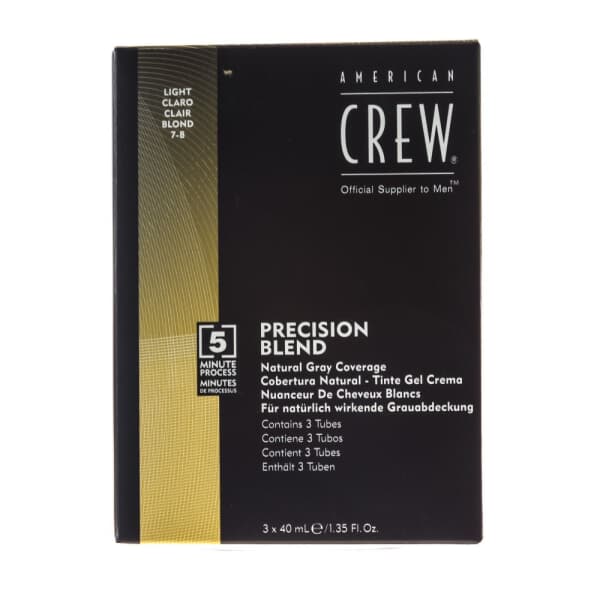 LIGHT
CLARO
CLAIR
BLOND
7-8
AMERICAN
CREW®
Official Supplier to Men™
5
MINUTE
PROCESS
MINUTES
DE PROCESSUS
PRECISION
BLEND
Natural Gray Coverage
Cobertura Natural - Tinte Gel Crema
Nuanceur De Cheveux Blancs
Für natürlich wirkende Grauabdeckung
Contains 3 Tubes
Contiene 3 Tubos
Contient 3 Tubes
Enthält 3 Tuben
3 x 40 mL℮/1.35 Fl.Oz.